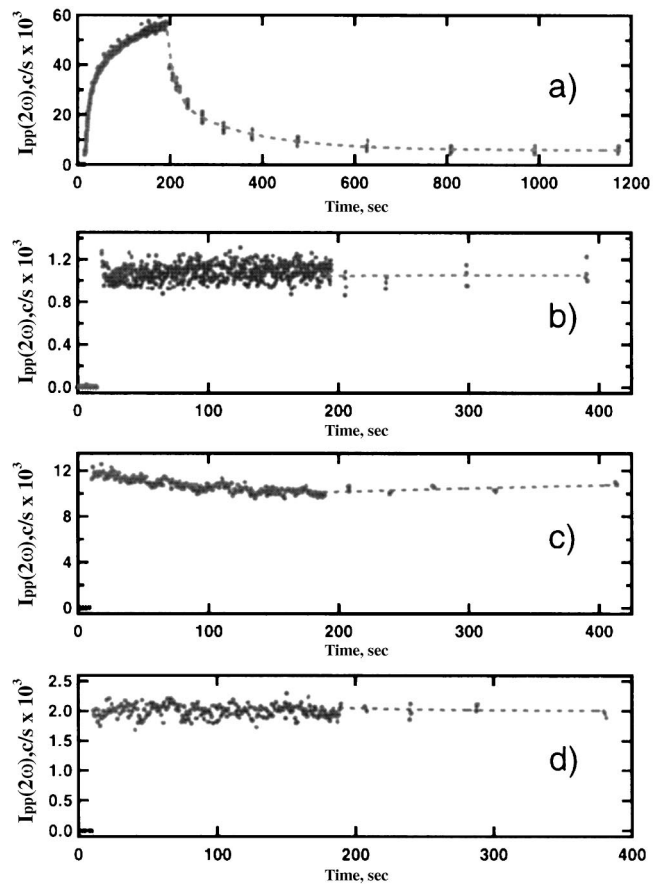 60
40
20
0
0 200 400 600 800 1000 1200
Ipp(2ω),c/s x 10³
Time, sec
a)
1.2
0.8
0.4
0.0
0 100 200 300 400
Ipp(2ω),c/s x 10³
Time, sec
b)
12
8
4
0
0 100 200 300 400
Ipp(2ω),c/s x 10³
Time, sec
c)
2.5
2.0
1.5
1.0
0.5
0.0
0 100 200 300 400
Ipp(2ω),c/s x 10³
Time, sec
d)